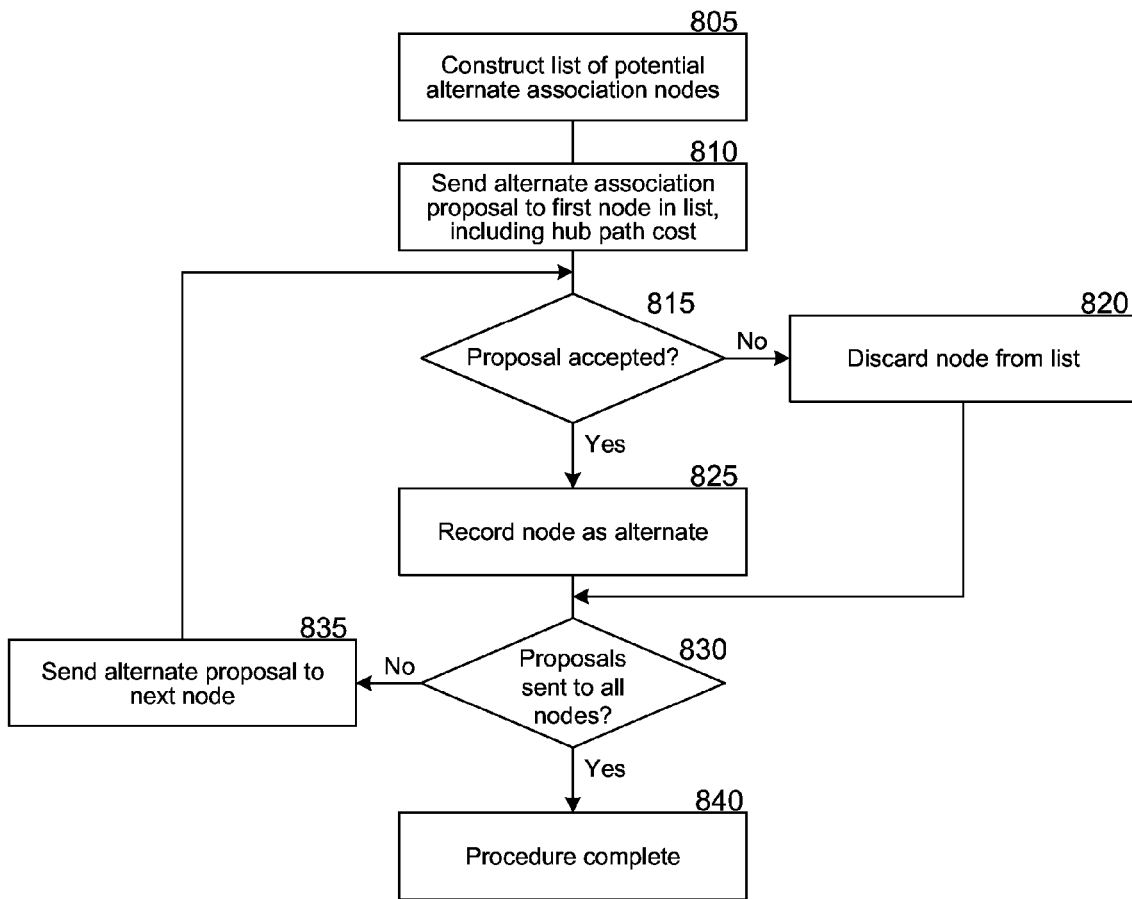 805
Construct list of potential
alternate association nodes
810
Send alternate association
proposal to first node in list,
including hub path cost
815
Proposal accepted?
No
820
Discard node from list
Yes
825
Record node as alternate
835
Send alternate proposal to
next node
No
830
Proposals
sent to all
nodes?
Yes
840
Procedure complete